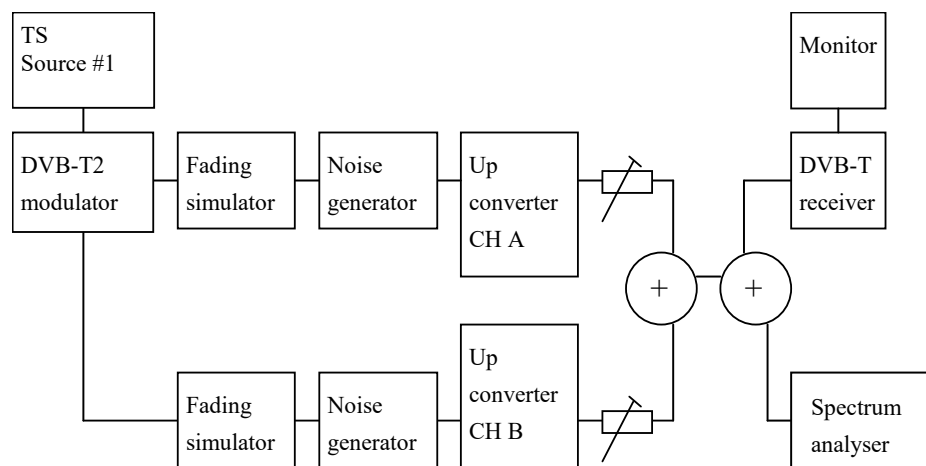 TS
Source #1
Monitor
DVB-T2
modulator
Fading
simulator
Noise
generator
Up
converter
CH A
DVB-T
receiver
+
+
Fading
simulator
Noise
generator
Up
converter
CH B
Spectrum
analyser